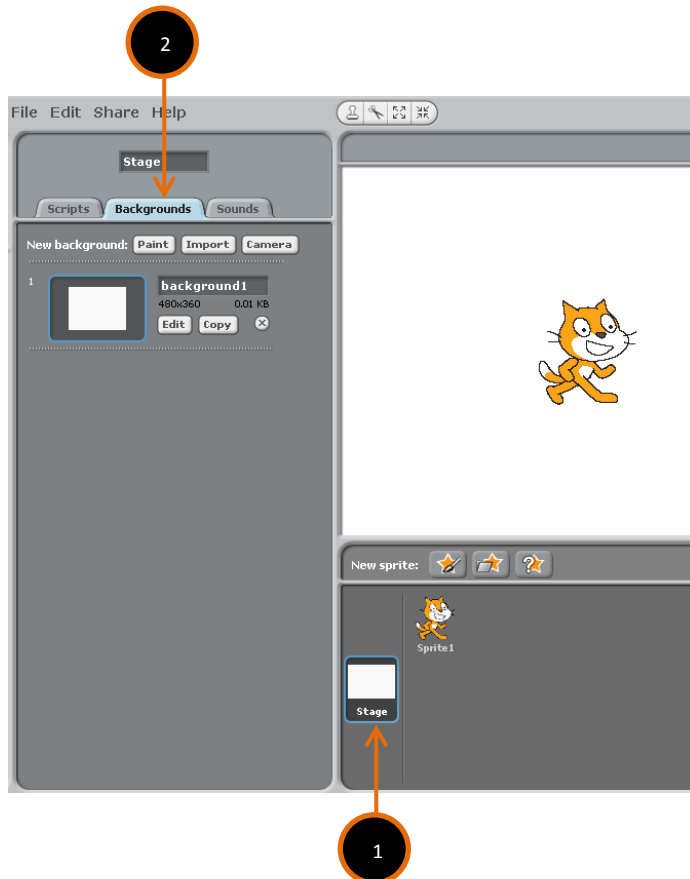 2
File Edit Share Help
Stage
Scripts Backgrounds Sounds
New background: Paint Import Camera
1
background1
480x360 0.01 KB
Edit Copy
New sprite:
Sprite1
Stage
1